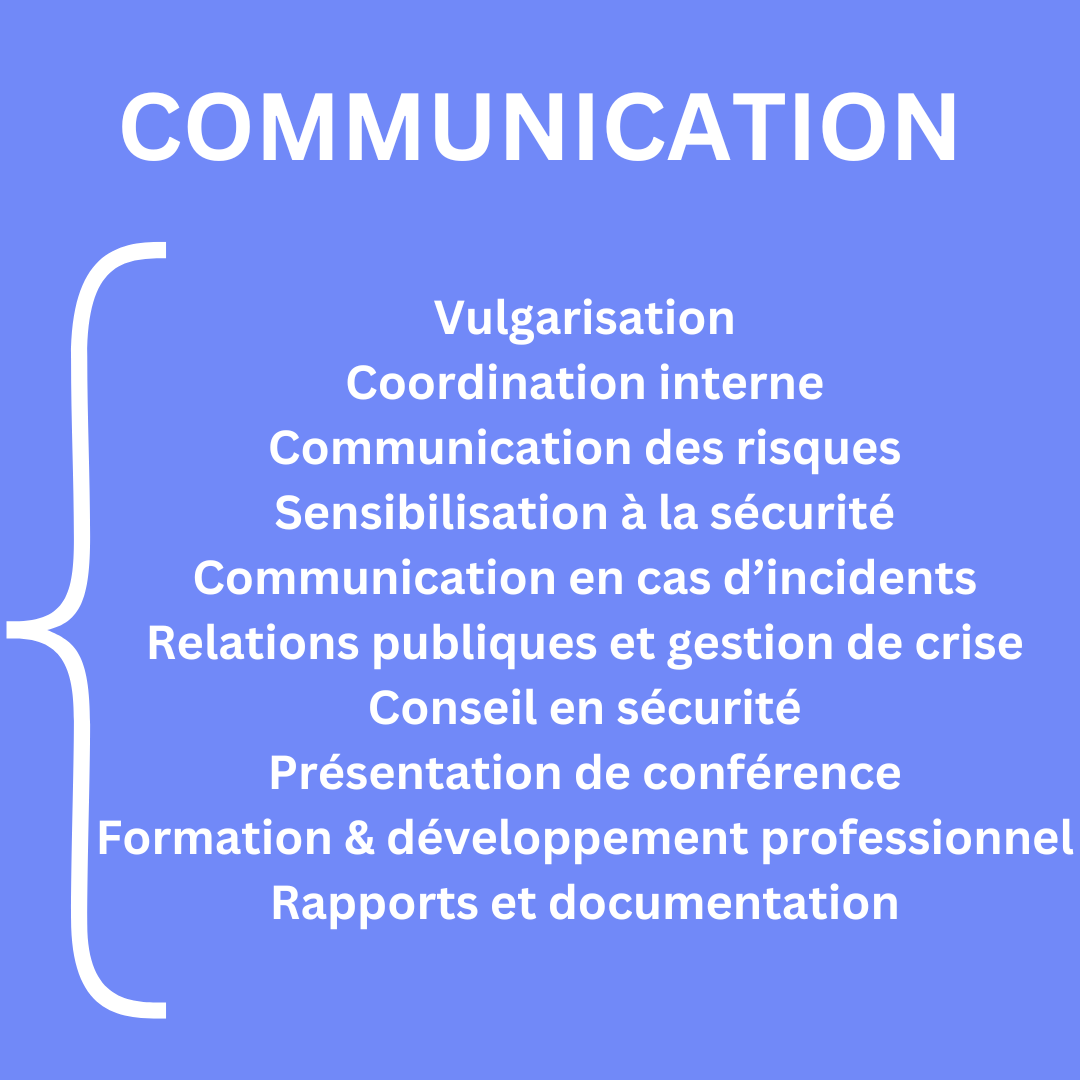 COMMUNICATION
Vulgarisation
Coordination interne
Communication des risques
Sensibilisation à la sécurité
Communication en cas d’incidents
Relations publiques et gestion de crise
Conseil en sécurité
Présentation de conférence
Formation & développement professionnel
Rapports et documentation